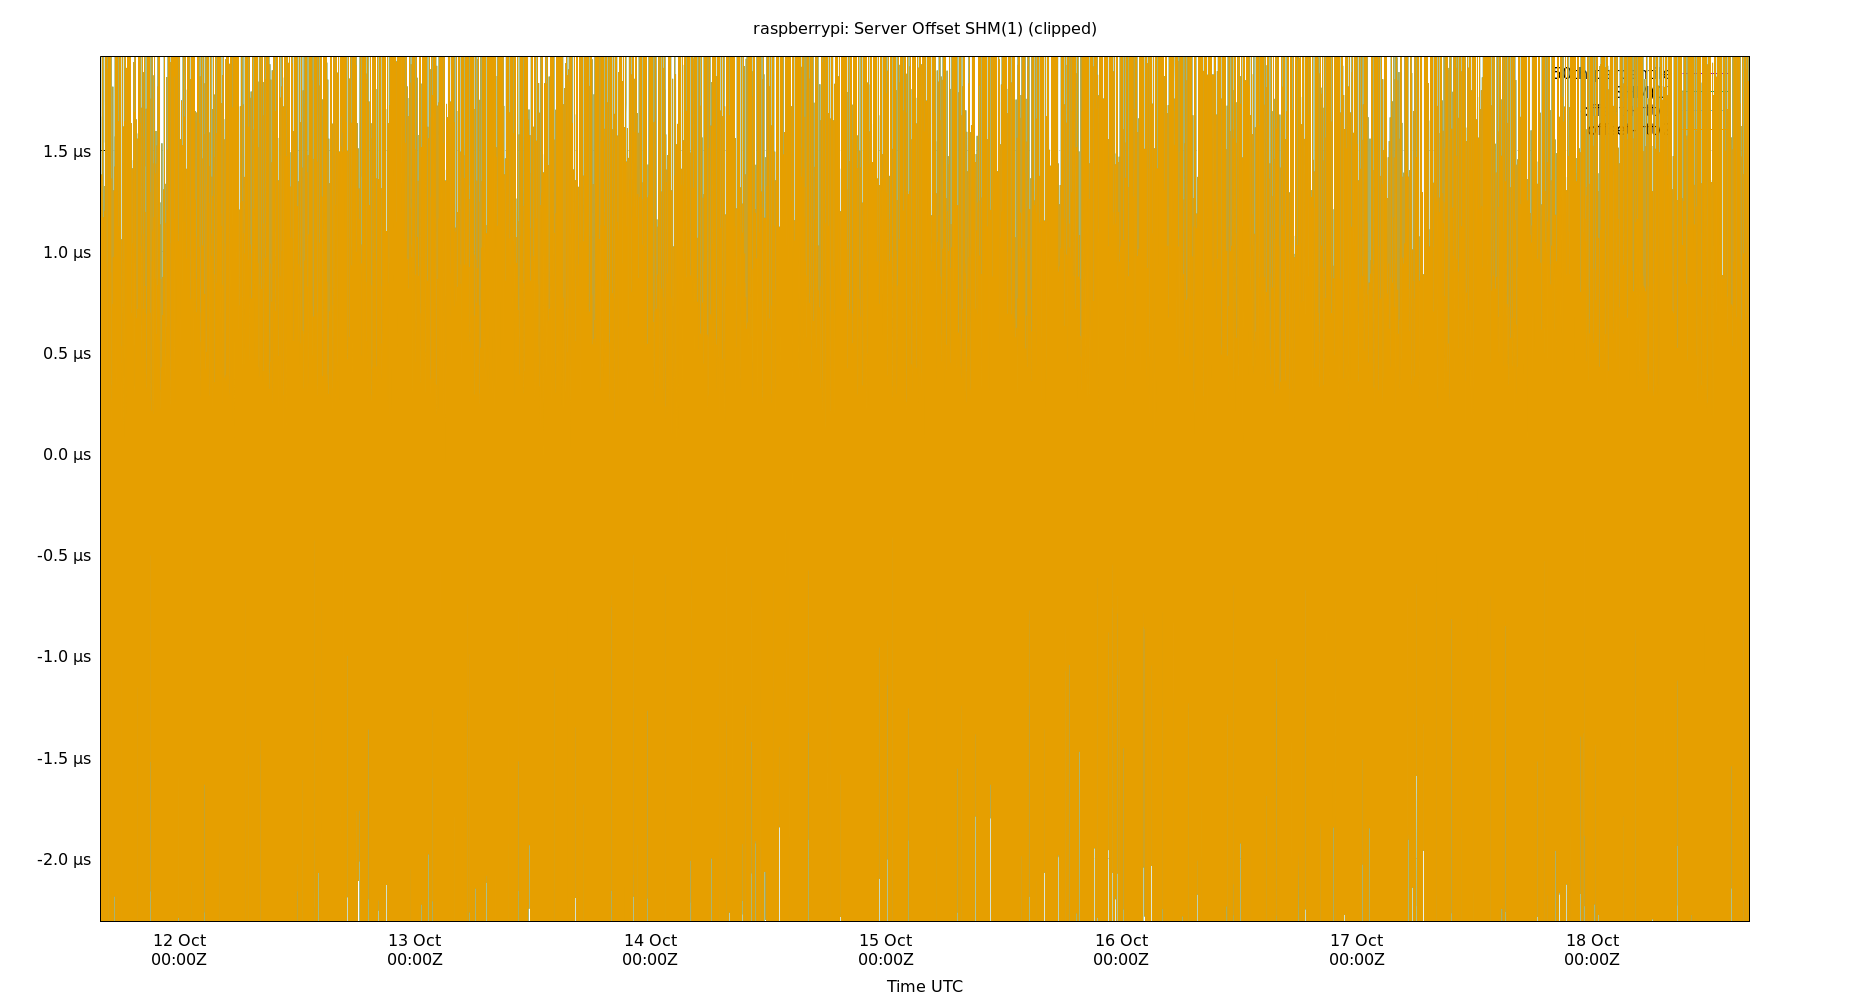 raspberrypi: Server Offset SHM(1) (clipped)
1.5 µs
1.0 µs
0.5 µs
0.0 µs
-0.5 µs
-1.0 µs
-1.5 µs
-2.0 µs
12 Oct 13 Oct 14 Oct 15 Oct 16 Oct 17 Oct 18 Oct
00:00Z 00:00Z 00:00Z 00:00Z 00:00Z 00:00Z 00:00Z
Time UTC